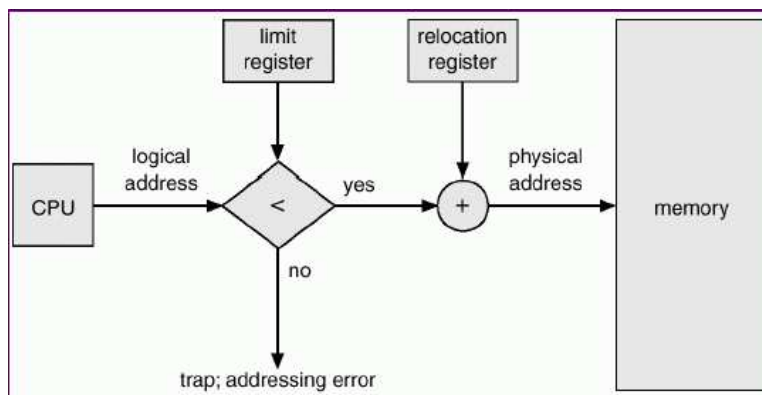 limit
register
relocation
register
logical
address
physical
address
CPU
<
yes
+
memory
no
trap; addressing error